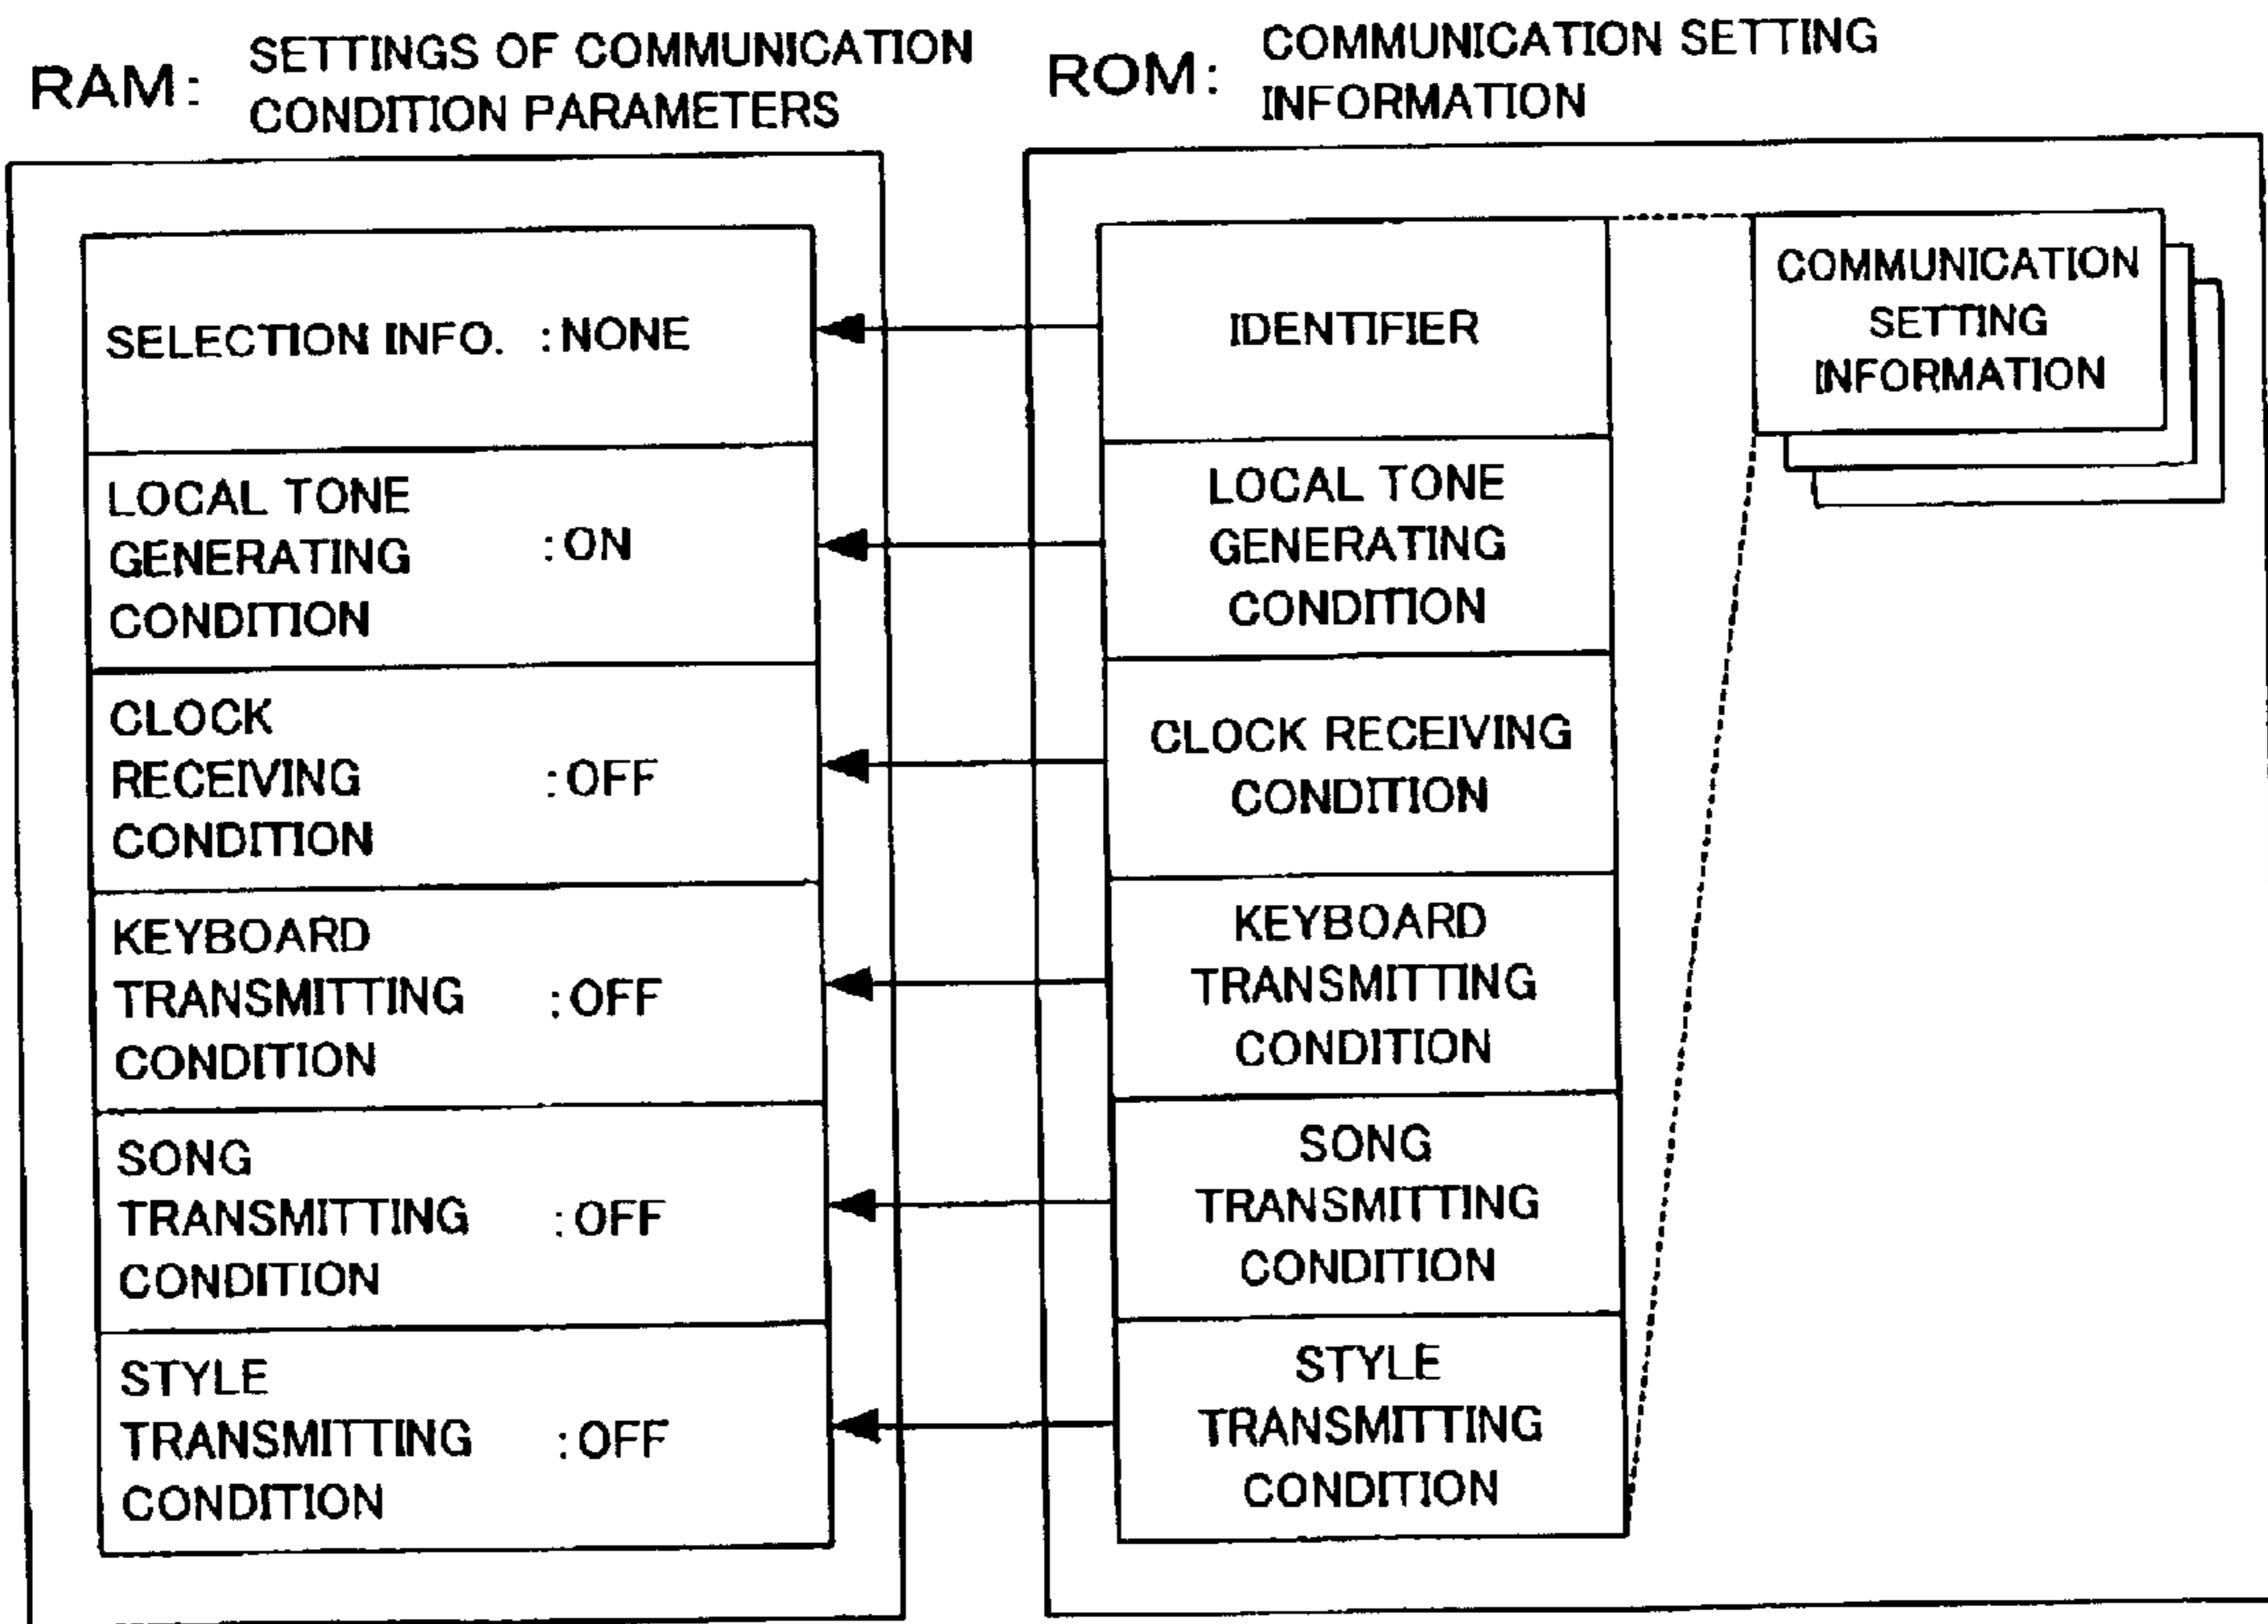 RAM: SETTINGS OF COMMUNICATION
CONDITION PARAMETERS
SELECTION INFO. :NONE
LOCAL TONE
GENERATING :ON
CONDITION
CLOCK
RECEIVING :OFF
CONDITION
KEYBOARD
TRANSMITTING :OFF
CONDITION
SONG
TRANSMITTING :OFF
CONDITION
STYLE
TRANSMITTING :OFF
CONDITION
ROM: COMMUNICATION SETTING
INFORMATION
IDENTIFIER
LOCAL TONE
GENERATING
CONDITION
CLOCK RECEIVING
CONDITION
KEYBOARD
TRANSMITTING
CONDITION
SONG
TRANSMITTING
CONDITION
STYLE
TRANSMITTING
CONDITION
COMMUNICATION
SETTING
INFORMATION